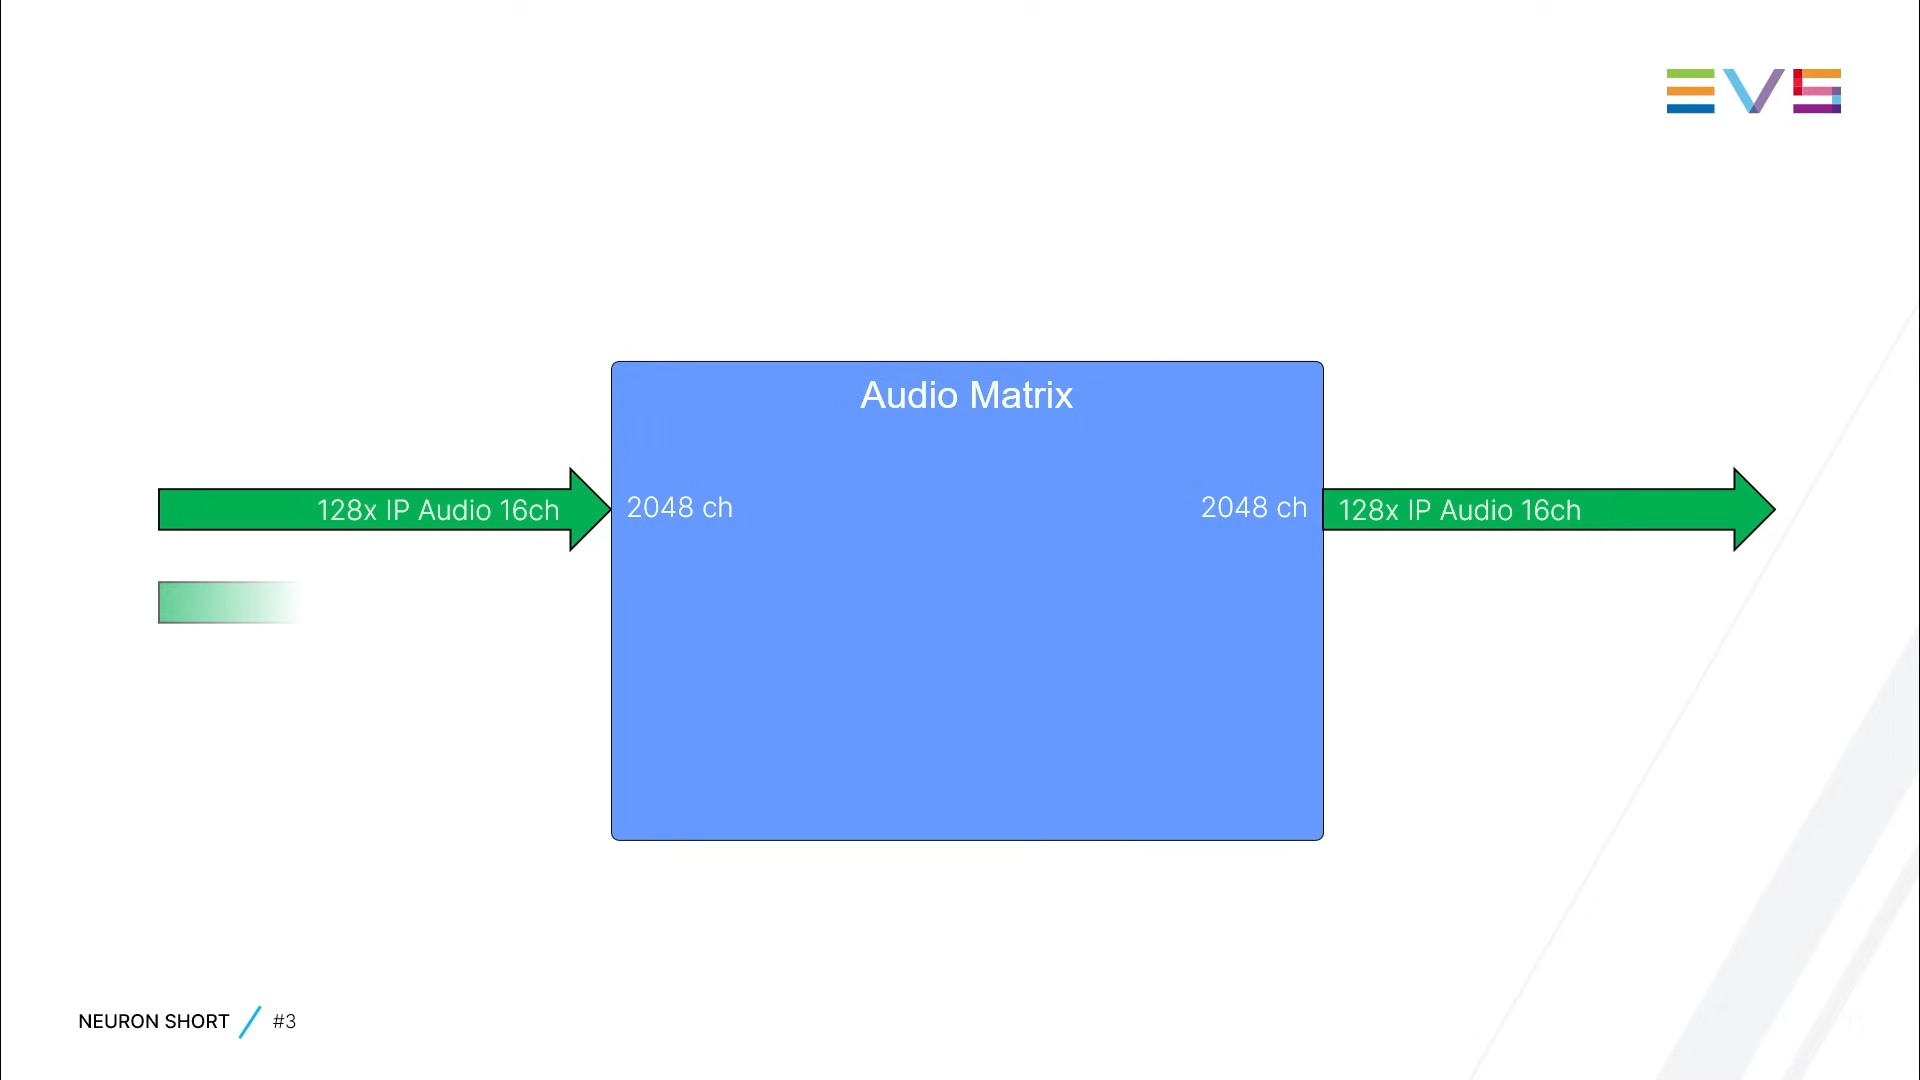 EVS
Audio Matrix
128x IP Audio 16ch
2048 ch
2048 ch
128x IP Audio 16ch
NEURON SHORT / #3